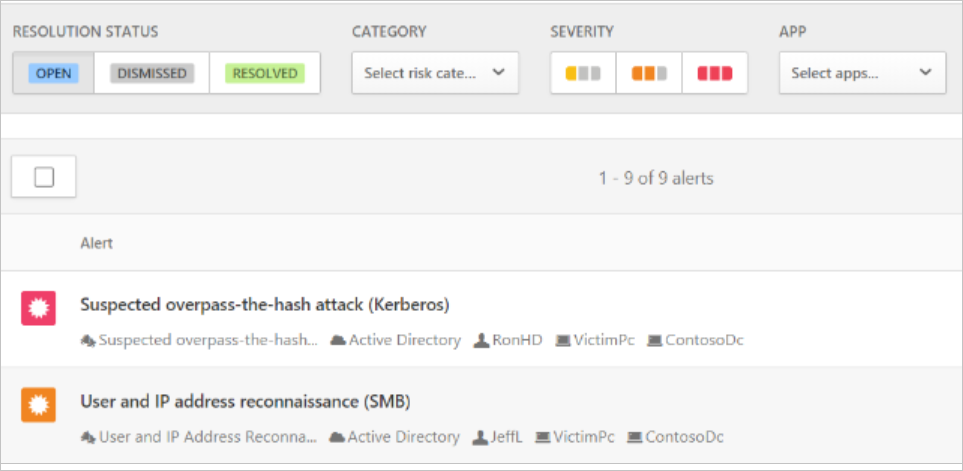 RESOLUTION STATUS CATEGORY SEVERITY APP
OPEN DISMISSED RESOLVED Select risk cate... Select apps...
1 - 9 of 9 alerts
Alert
Suspected overpass-the-hash attack (Kerberos)
Suspected overpass-the-hash... Active Directory RonHD VictimPc ContosoDc
User and IP address reconnaissance (SMB)
User and IP Address Reconna... Active Directory JeffL VictimPc ContosoDc